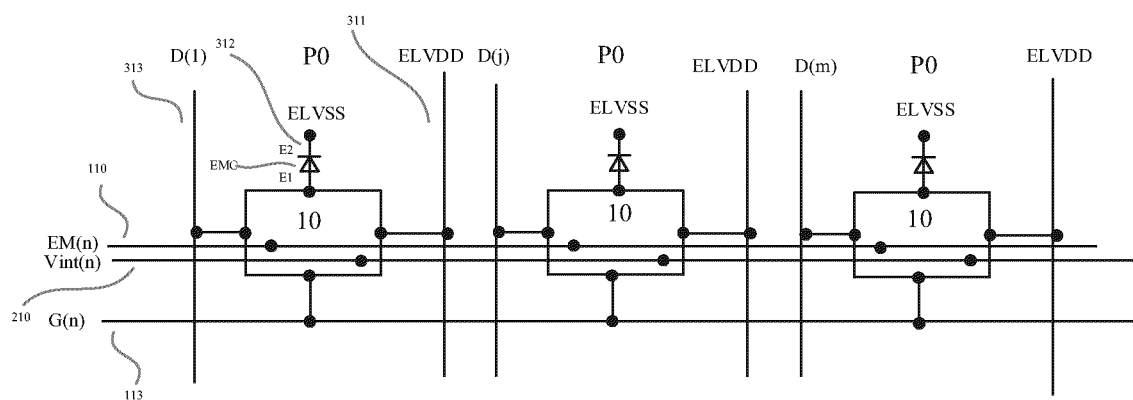 311
312
313
D(1)
P0
ELVDD
D(j)
P0
ELVDD
D(m)
P0
ELVDD
ELVSS
ELVSS
ELVSS
E2
EMC
E1
110
10
10
10
EM(n)
Vint(n)
210
G(n)
113